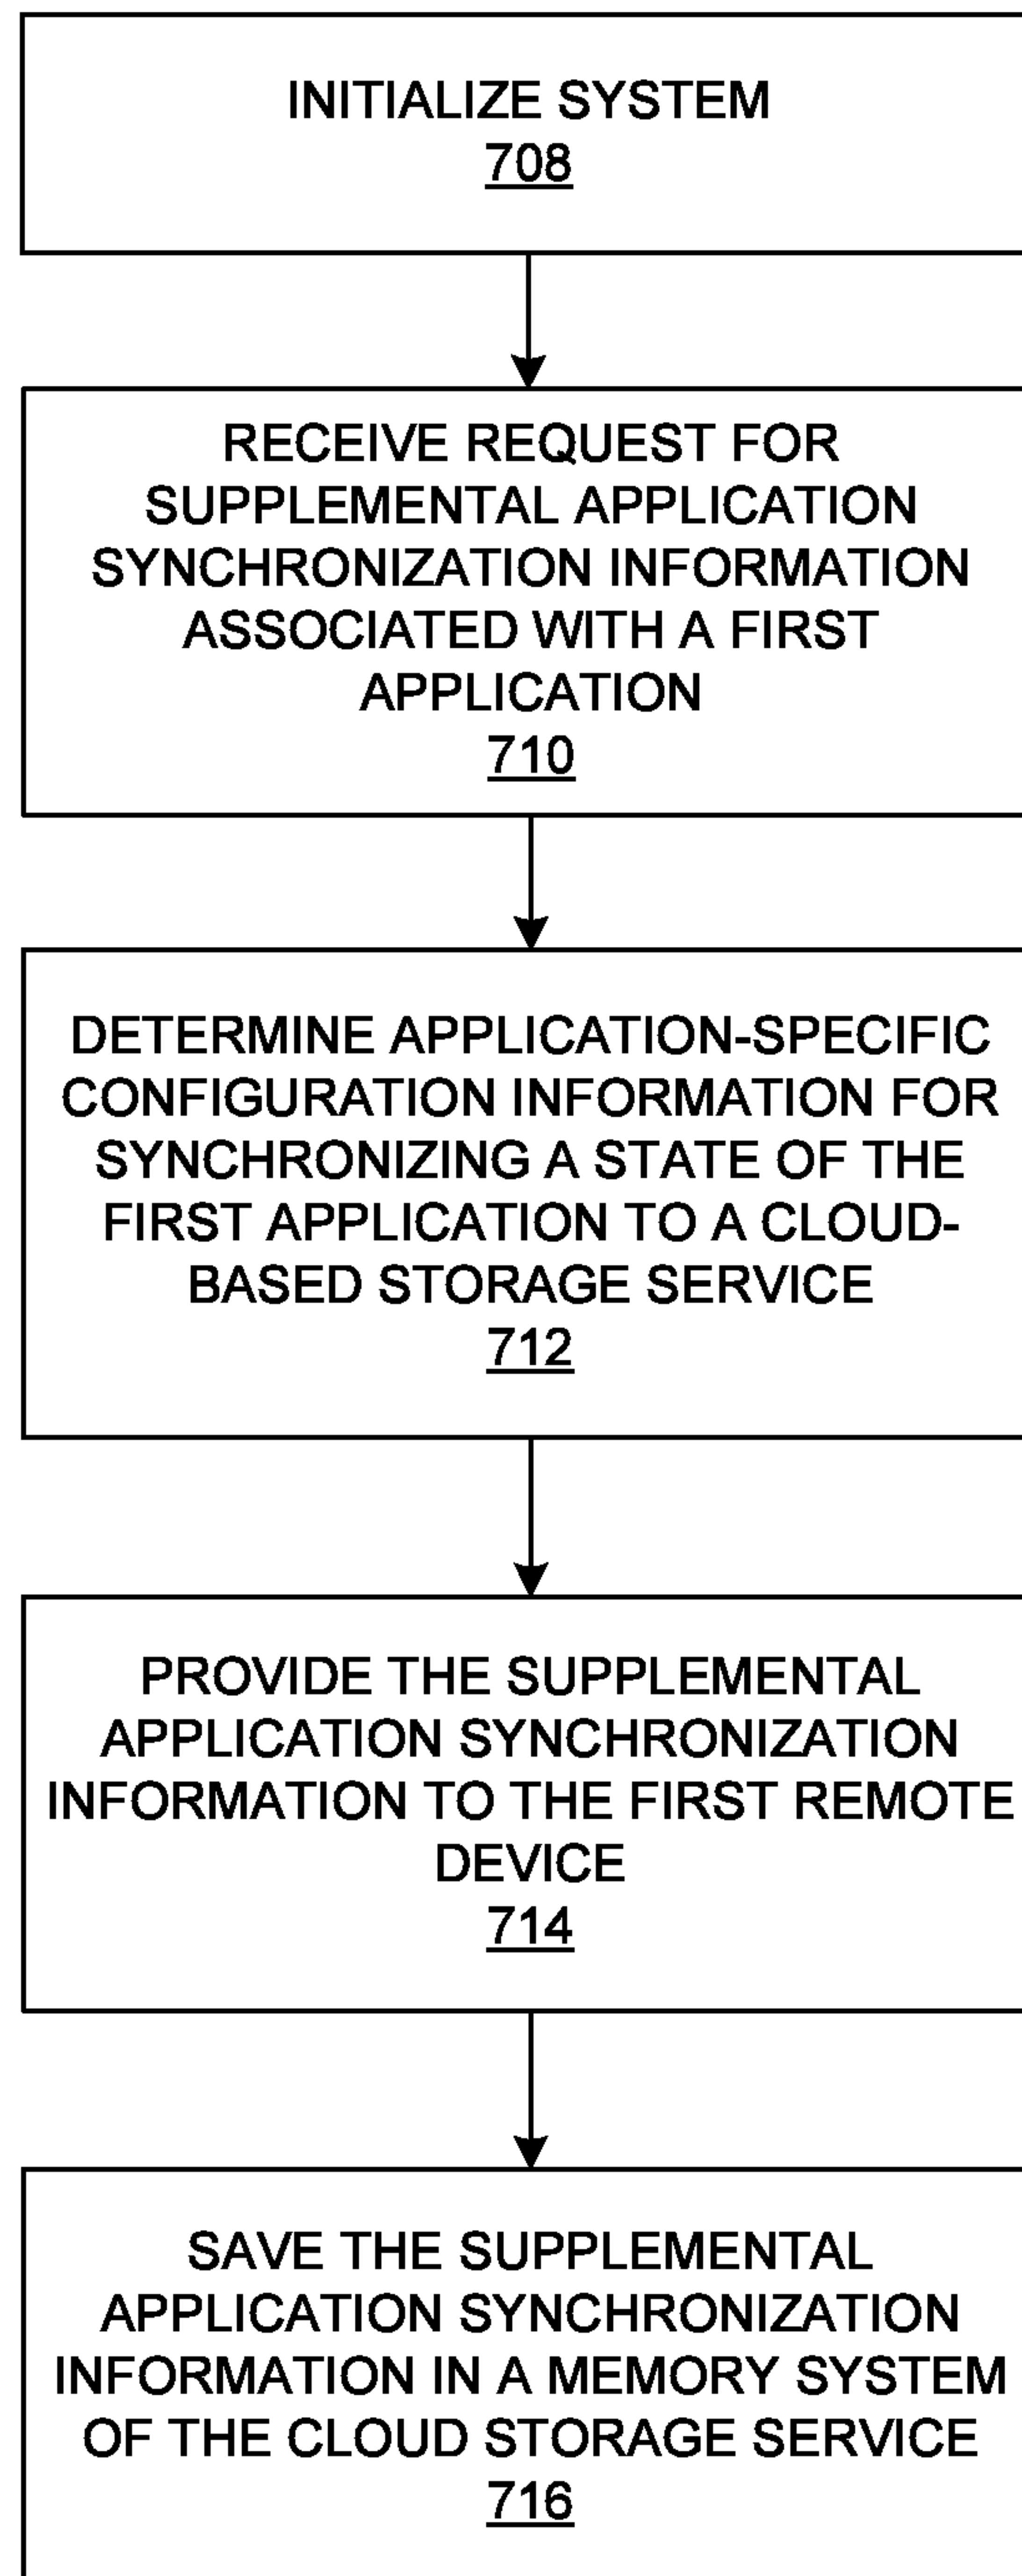 INITIALIZE SYSTEM
708
RECEIVE REQUEST FOR
SUPPLEMENTAL APPLICATION
SYNCHRONIZATION INFORMATION
ASSOCIATED WITH A FIRST
APPLICATION
710
DETERMINE APPLICATION-SPECIFIC
CONFIGURATION INFORMATION FOR
SYNCHRONIZING A STATE OF THE
FIRST APPLICATION TO A CLOUD-
BASED STORAGE SERVICE
712
PROVIDE THE SUPPLEMENTAL
APPLICATION SYNCHRONIZATION
INFORMATION TO THE FIRST REMOTE
DEVICE
714
SAVE THE SUPPLEMENTAL
APPLICATION SYNCHRONIZATION
INFORMATION IN A MEMORY SYSTEM
OF THE CLOUD STORAGE SERVICE
716